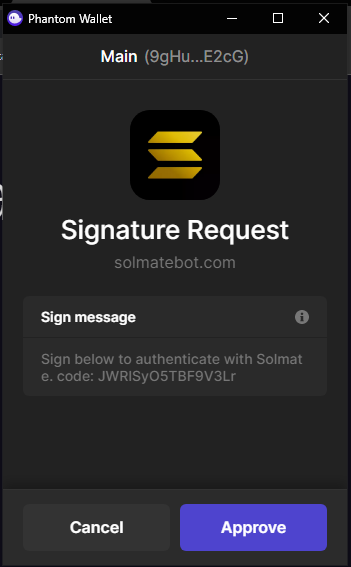 Phantom Wallet
Main (9gHu...E2cG)
Signature Request
solmatebot.com
Sign message
Sign below to authenticate with Solmat
e. code: JWRISyO5TBF9V3Lr
Cancel
Approve